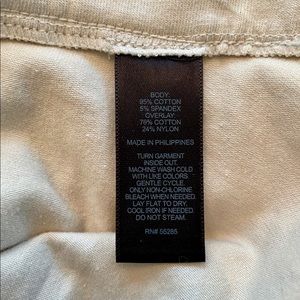 BODY:
95% COTTON
5% SPANDEX
OVERLAY:
76% COTTON
24% NYLON
MADE IN PHILIPPINES
TURN GARMENT
INSIDE OUT.
MACHINE WASH COLD
WITH LIKE COLORS.
GENTLE CYCLE.
ONLY NON-CHLORINE
BLEACH WHEN NEEDED.
LAY FLAT TO DRY.
COOL IRON IF NEEDED.
DO NOT STEAM.
RN# 55285